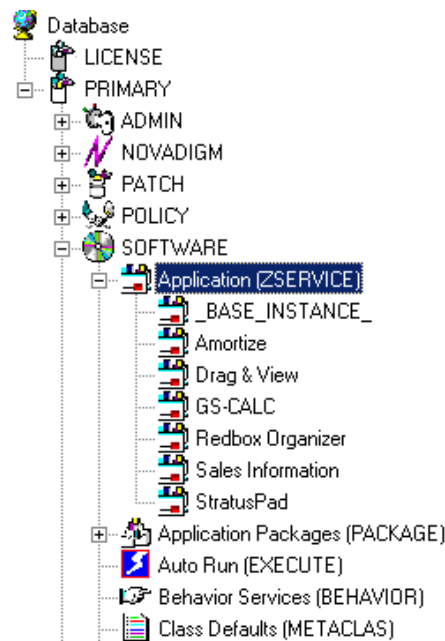 Database
LICENSE
PRIMARY
ADMIN
NOVADIGM
PATCH
POLICY
SOFTWARE
Application (ZSERVICE)
_BASE_INSTANCE_
Amortize
Drag & View
GS-CALC
Redbox Organizer
Sales Information
StratusPad
Application Packages (PACKAGE)
Auto Run (EXECUTE)
Behavior Services (BEHAVIOR)
Class Defaults (METACLAS)